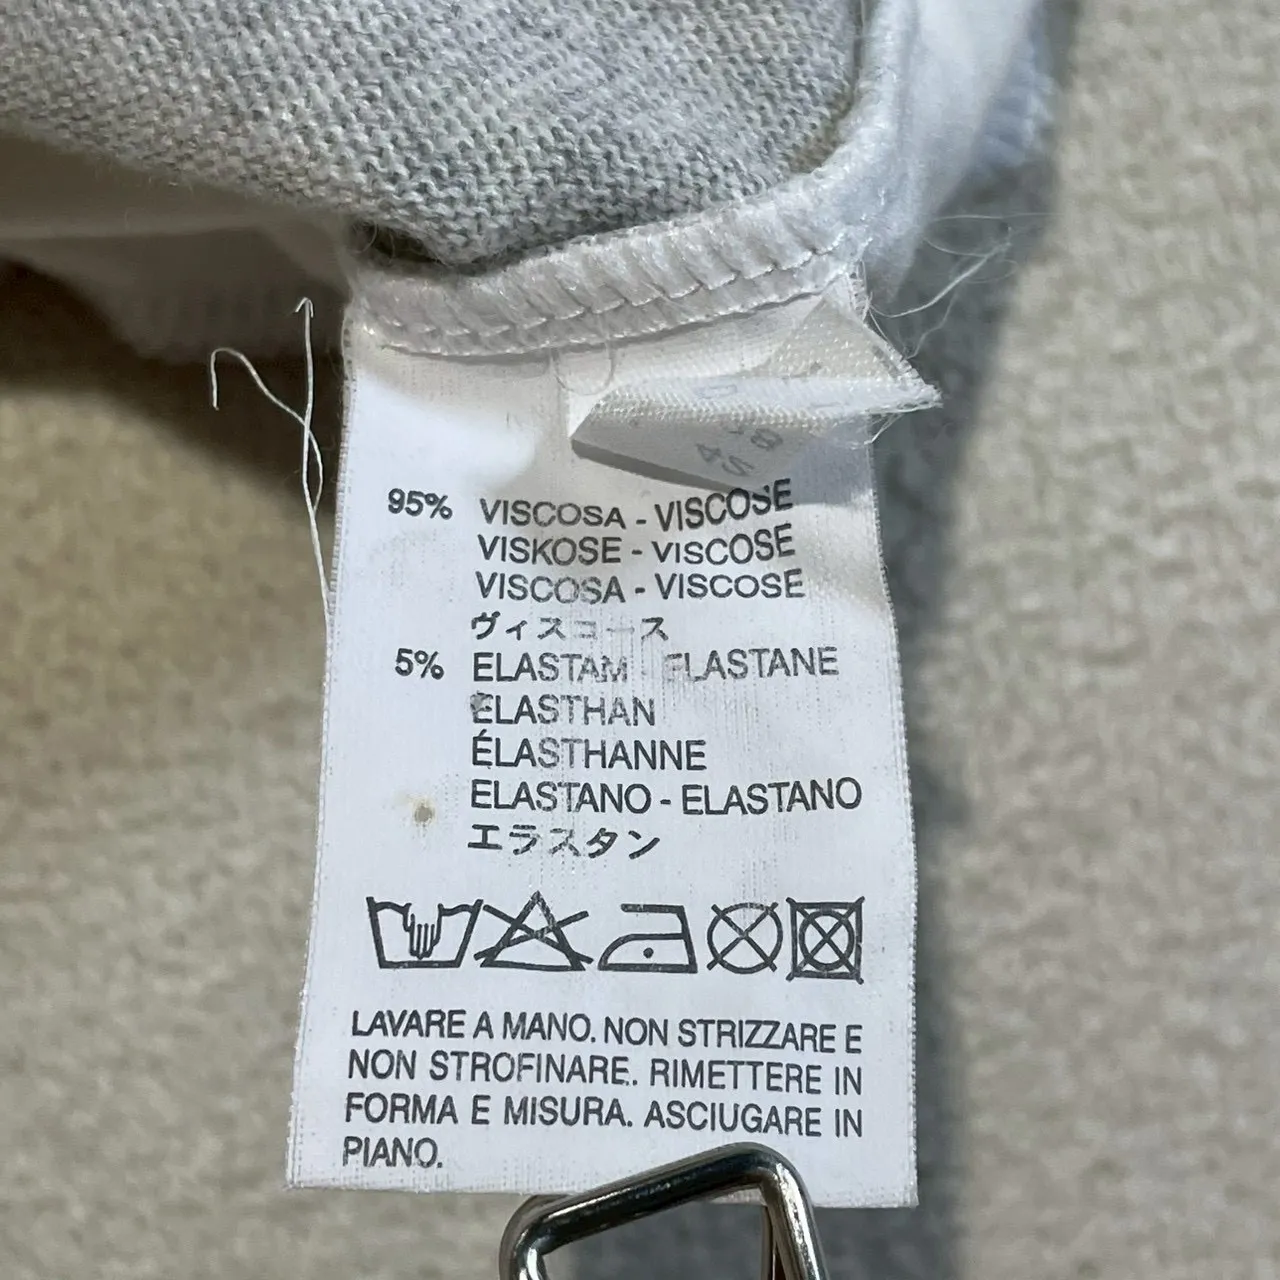 95% VISCOSA - VISCOSE
VISKOSE - VISCOSE
VISCOSA - VISCOSE
ヴィスコース
5% ELASTAM - ELASTANE
ELASTHAN
ÉLASTHANNE
ELASTANO - ELASTANO
エラスタン
LAVARE A MANO. NON STRIZZARE E
NON STROFINARE. RIMETTERE IN
FORMA E MISURA. ASCIUGARE IN
PIANO.